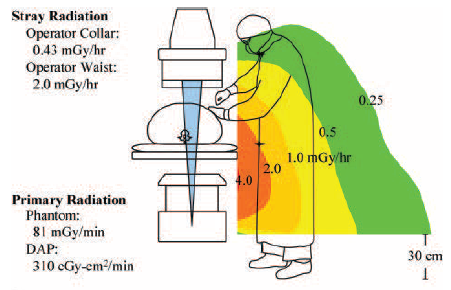 Stray Radiation
Operator Collar:
0.43 mGy/hr
Operator Waist:
2.0 mGy/hr
0.25
0.5
1.0 mGy/hr
2.0
4.0
Primary Radiation
Phantom:
81 mGy/min
DAP:
310 cGy-cm²/min
30 cm